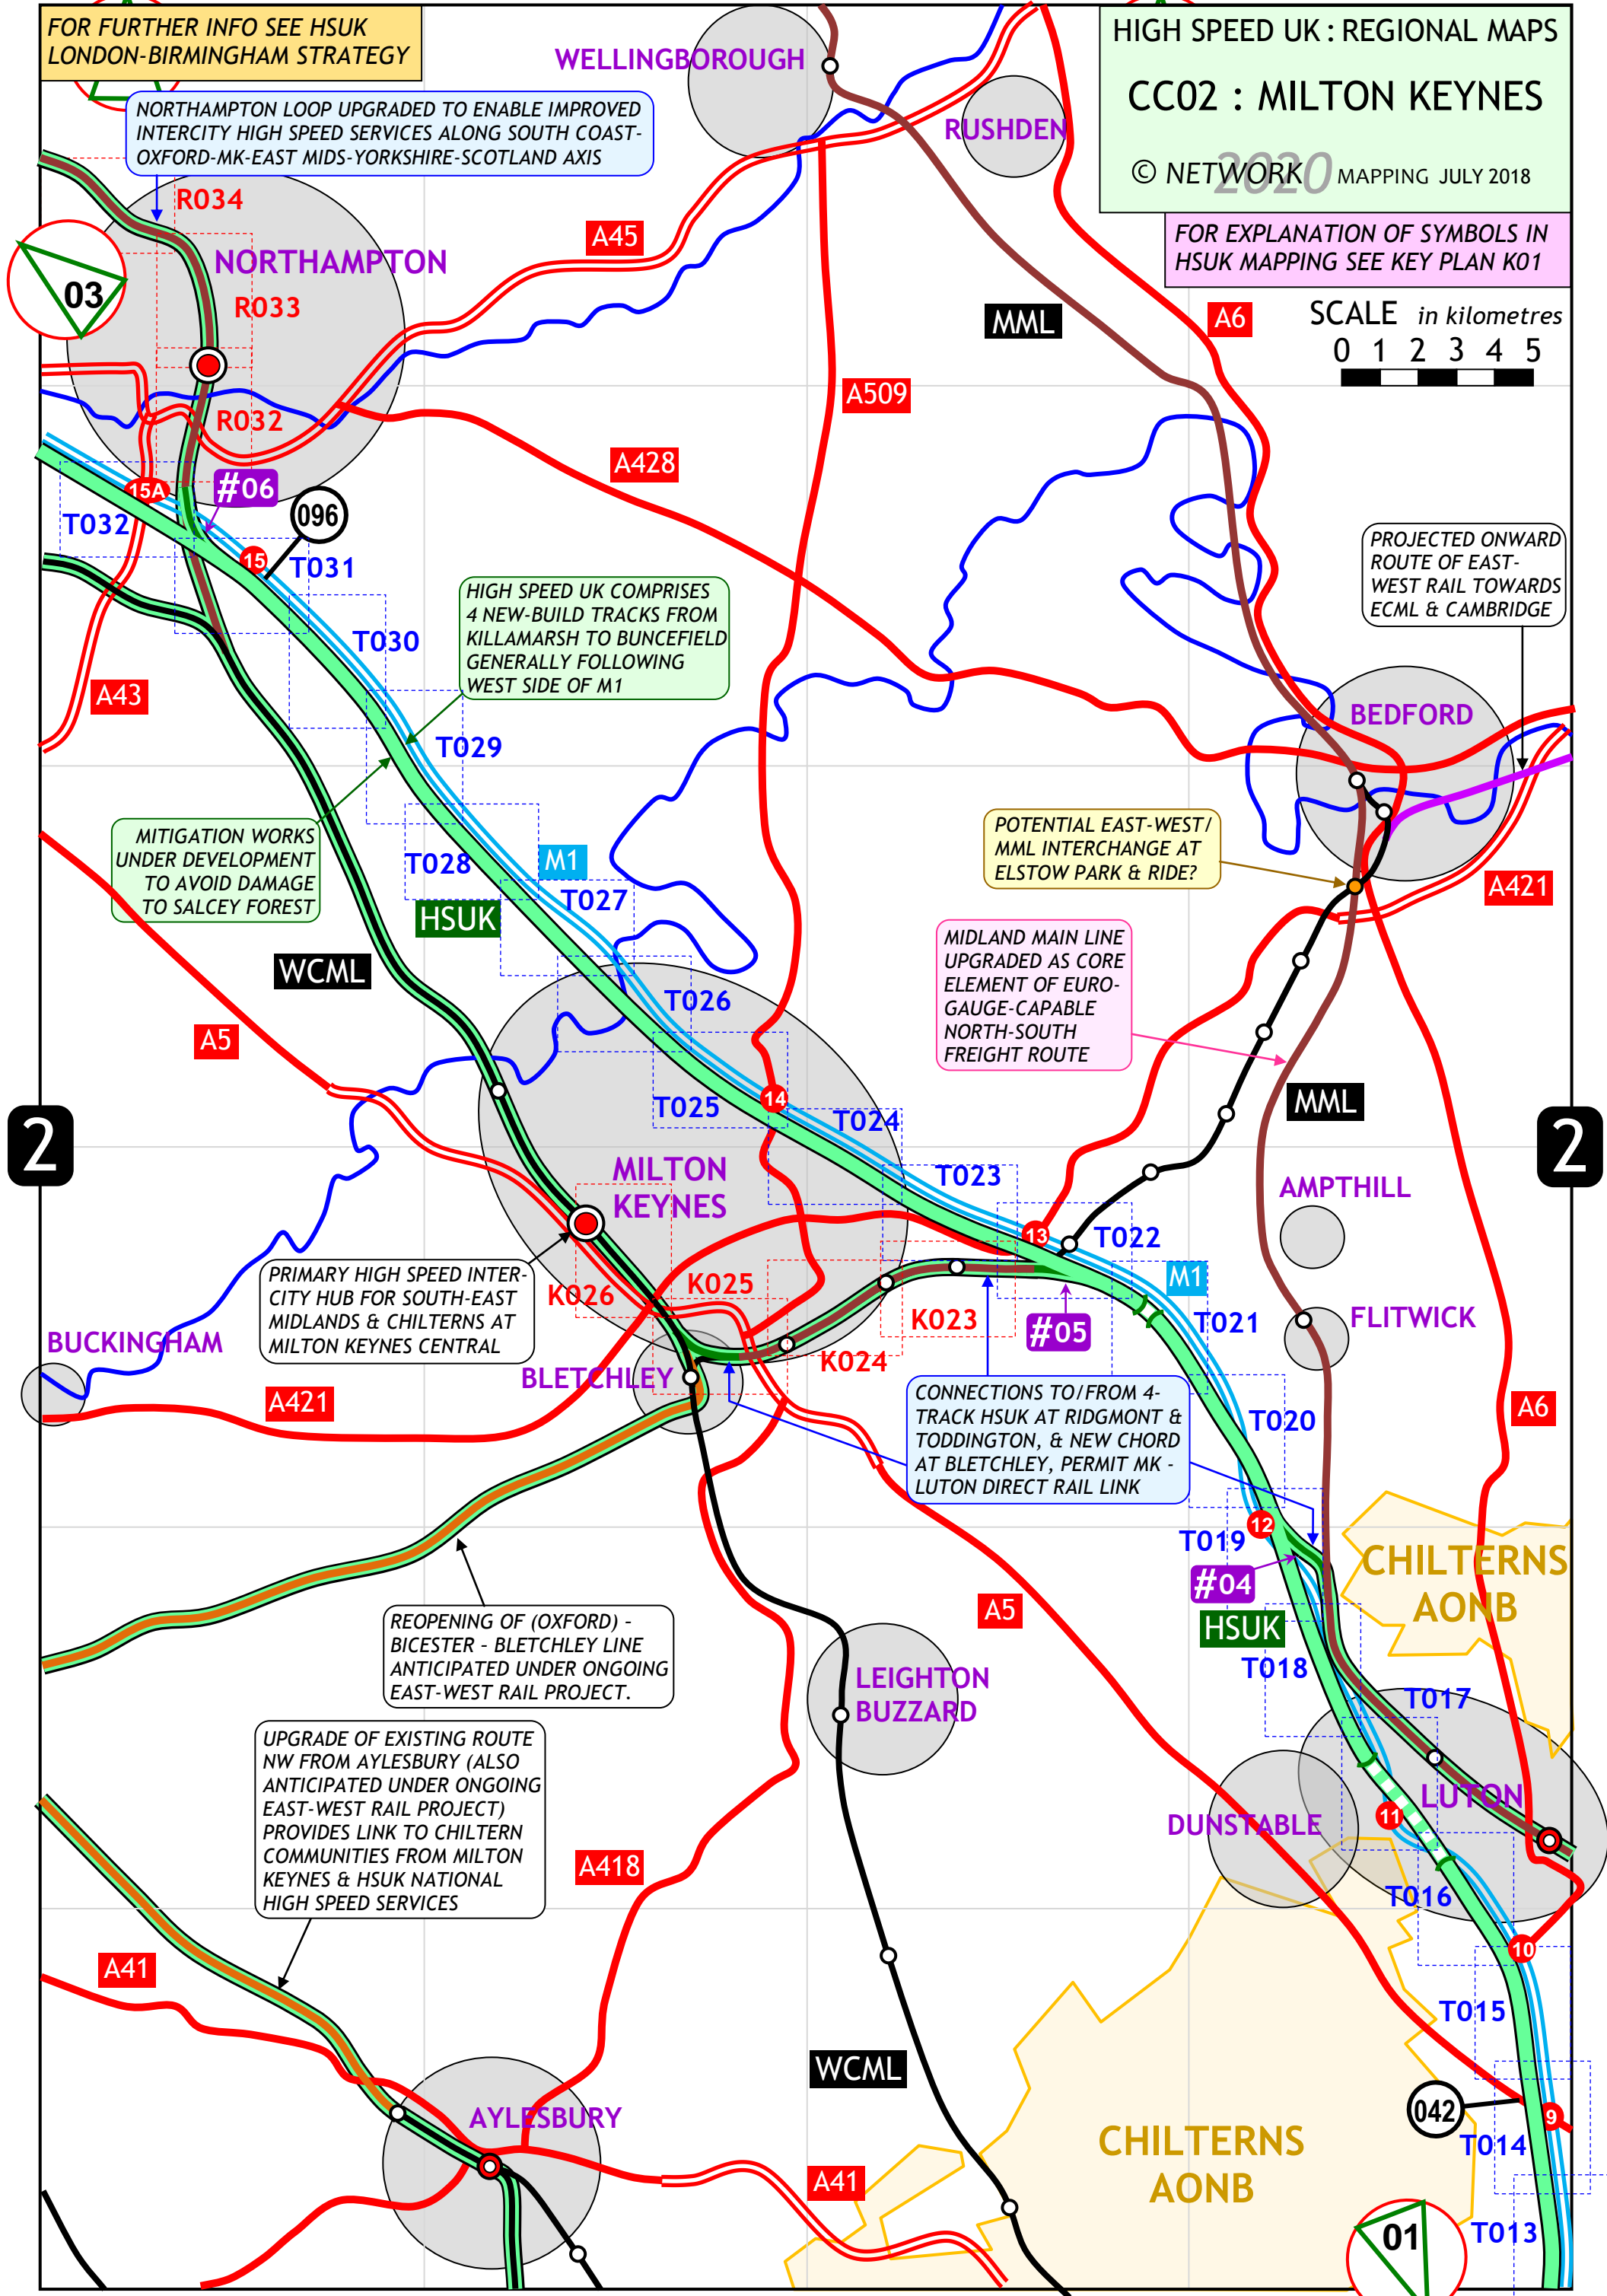 FOR FURTHER INFO SEE HSUK
LONDON-BIRMINGHAM STRATEGY
HIGH SPEED UK : REGIONAL MAPS
CC02 : MILTON KEYNES
© NETWORK 2020 MAPPING JULY 2018
FOR EXPLANATION OF SYMBOLS IN
HSUK MAPPING SEE KEY PLAN K01
SCALE in kilometres
0 1 2 3 4 5
WELLINGBOROUGH
RUSHDEN
NORTHAMPTON LOOP UPGRADED TO ENABLE IMPROVED
INTERCITY HIGH SPEED SERVICES ALONG SOUTH COAST-
OXFORD-MK-EAST MIDS-YORKSHIRE-SCOTLAND AXIS
R034
NORTHAMPTON
03
R033
A45
MML
A6
A509
R032
A428
15A
#06
096
T032
15
T031
PROJECTED ONWARD
ROUTE OF EAST-
WEST RAIL TOWARDS
ECML & CAMBRIDGE
HIGH SPEED UK COMPRISES
4 NEW-BUILD TRACKS FROM
KILLAMARSH TO BUNCEFIELD
GENERALLY FOLLOWING
WEST SIDE OF M1
T030
A43
BEDFORD
T029
MITIGATION WORKS
UNDER DEVELOPMENT
TO AVOID DAMAGE
TO SALCEY FOREST
T028
M1
T027
HSUK
POTENTIAL EAST-WEST/
MML INTERCHANGE AT
ELSTOW PARK & RIDE?
A421
WCML
MIDLAND MAIN LINE
UPGRADED AS CORE
ELEMENT OF EURO-
GAUGE-CAPABLE
NORTH-SOUTH
FREIGHT ROUTE
T026
A5
T025
14
T024
MML
2
2
MILTON
KEYNES
T023
AMPTHILL
13
T022
PRIMARY HIGH SPEED INTER-
CITY HUB FOR SOUTH-EAST
MIDLANDS & CHILTERNS AT
MILTON KEYNES CENTRAL
K026
K025
M1
K023
T021
FLITWICK
#05
BUCKINGHAM
K024
BLETCHLEY
A421
CONNECTIONS TO/FROM 4-
TRACK HSUK AT RIDGMONT &
TODDINGTON, & NEW CHORD
AT BLETCHLEY, PERMIT MK -
LUTON DIRECT RAIL LINK
T020
A6
12
T019
#04
CHILTERNS
AONB
HSUK
REOPENING OF (OXFORD) -
BICESTER - BLETCHLEY LINE
ANTICIPATED UNDER ONGOING
EAST-WEST RAIL PROJECT.
A5
T018
LEIGHTON
BUZZARD
T017
UPGRADE OF EXISTING ROUTE
NW FROM AYLESBURY (ALSO
ANTICIPATED UNDER ONGOING
EAST-WEST RAIL PROJECT)
PROVIDES LINK TO CHILTERN
COMMUNITIES FROM MILTON
KEYNES & HSUK NATIONAL
HIGH SPEED SERVICES
LUTON
11
DUNSTABLE
A418
T016
10
A41
T015
WCML
042
9
T014
AYLESBURY
CHILTERNS
AONB
A41
01
T013